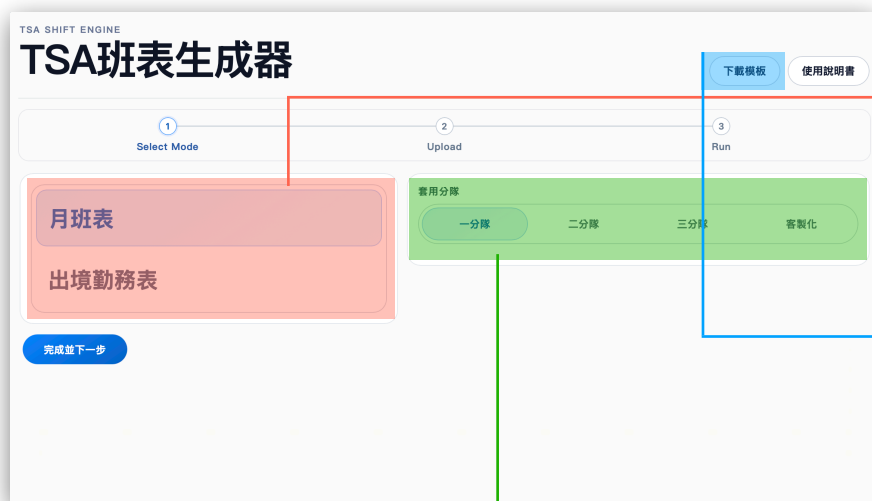 TSA SHIFT ENGINE
TSA班表生成器
下載模板
使用說明書
1
2
3
Select Mode
Upload
Run
月班表
出境勤務表
套用分隊
一分隊
二分隊
三分隊
客製化
完成並下一步